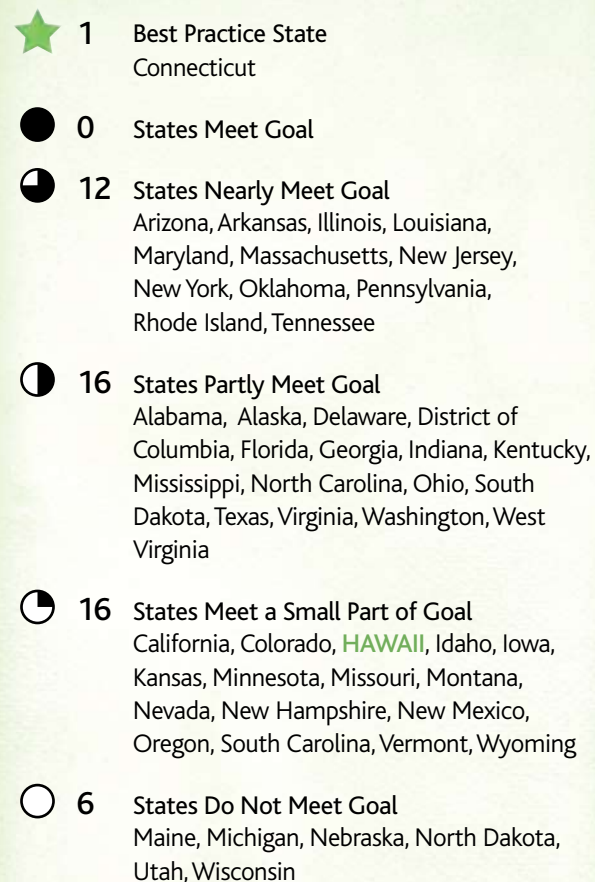 1 Best Practice State
Connecticut
0 States Meet Goal
12 States Nearly Meet Goal
Arizona, Arkansas, Illinois, Louisiana,
Maryland, Massachusetts, New Jersey,
New York, Oklahoma, Pennsylvania,
Rhode Island, Tennessee
16 States Partly Meet Goal
Alabama, Alaska, Delaware, District of
Columbia, Florida, Georgia, Indiana, Kentucky,
Mississippi, North Carolina, Ohio, South
Dakota, Texas, Virginia, Washington, West
Virginia
16 States Meet a Small Part of Goal
California, Colorado, HAWAII, Idaho, Iowa,
Kansas, Minnesota, Missouri, Montana,
Nevada, New Hampshire, New Mexico,
Oregon, South Carolina, Vermont, Wyoming
6 States Do Not Meet Goal
Maine, Michigan, Nebraska, North Dakota,
Utah, Wisconsin